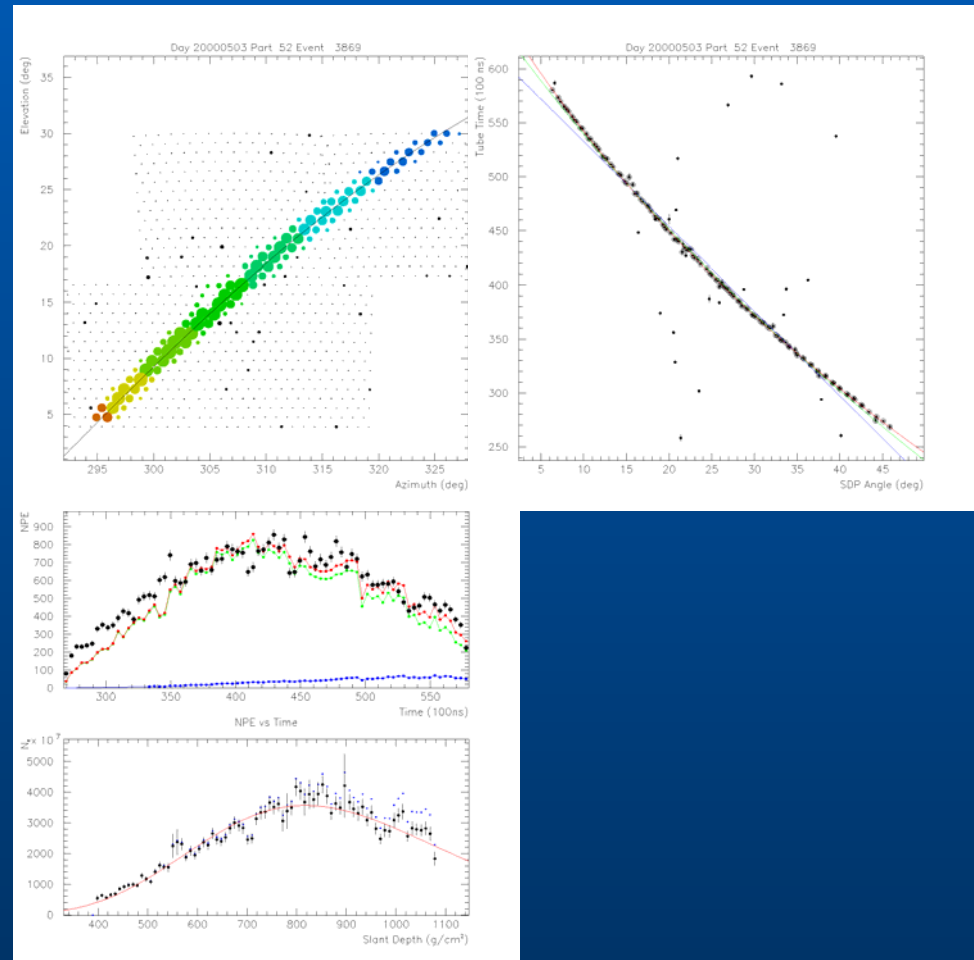 Day 20000503 Part 52 Event 3869
Elevation (deg)
35
30
25
20
15
10
5
295 300 305 310 315 320 325
Azimuth (deg)
Day 20000503 Part 52 Event 3869
Tube Time (100 ns)
600
550
500
450
400
350
300
250
5 10 15 20 25 30 35 40 45
SDP Angle (deg)
NPE
900
800
700
600
500
400
300
200
100
0
300 350 400 450 500 550
Time (100ns)
NPE vs Time
× 10⁷
5000
4000
3000
2000
1000
0
400 500 600 700 800 900 1000 1100
Slant Depth (g/cm²)